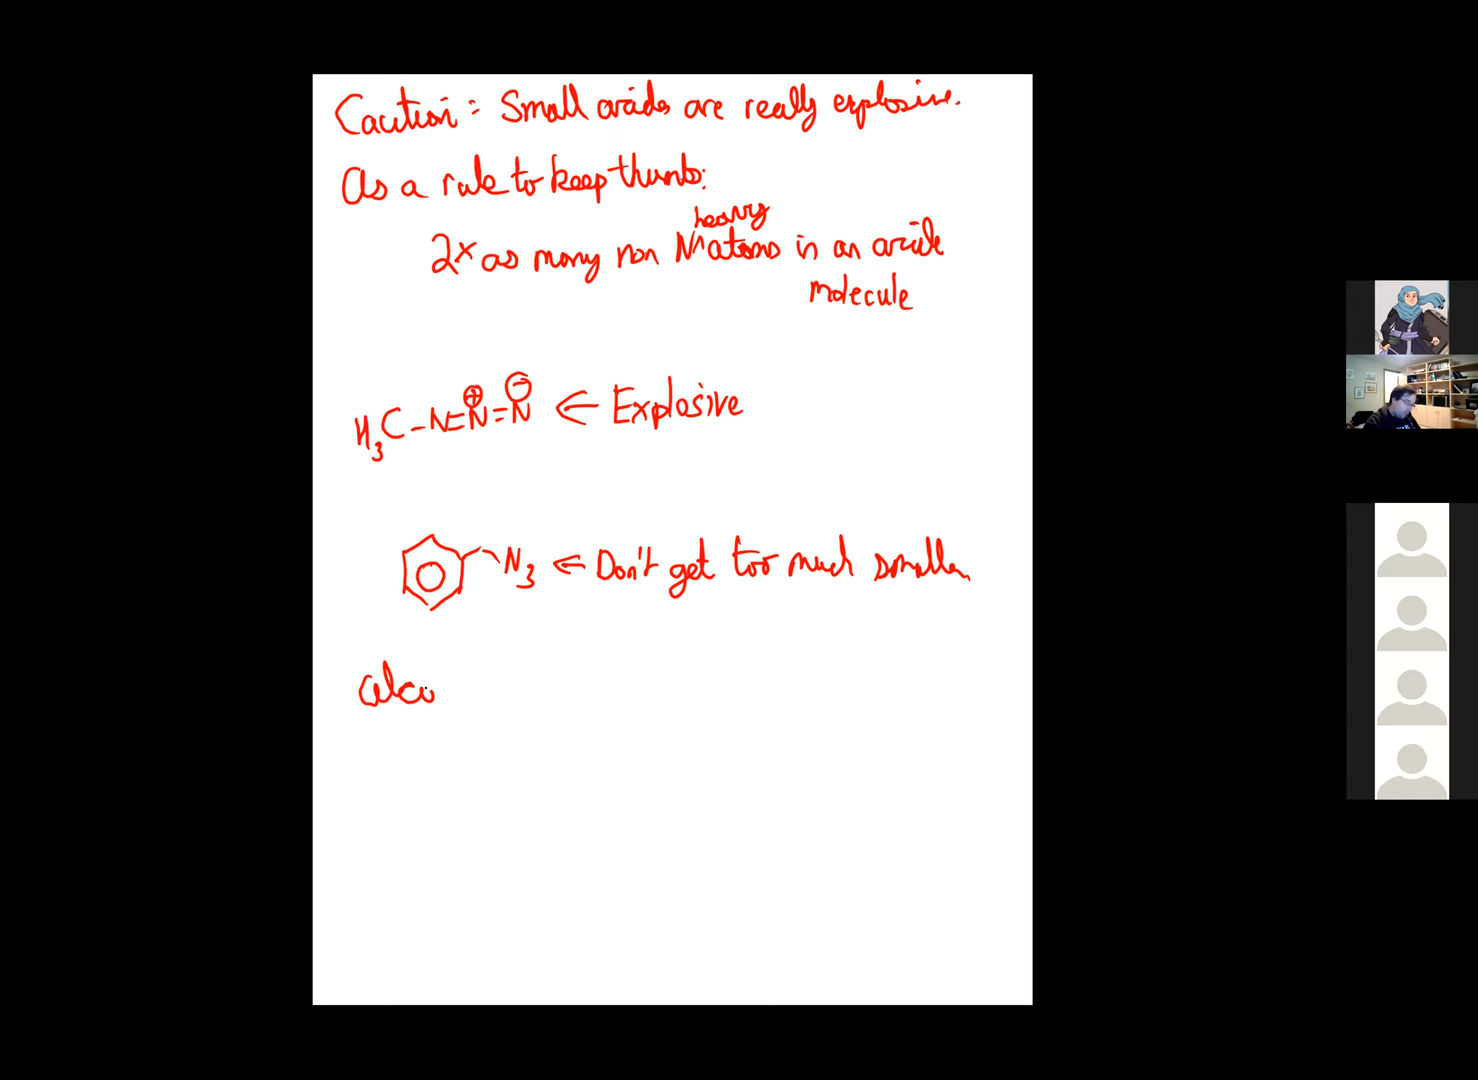 Caution: Small azides are really explosive.
As a rule to keep thumb:
heavy
2x as many non N^atoms in an azide
molecule
H3C-N=N=N ⊕ ⊖ ⇐ Explosive
N3 ⇐ Don't get too much smaller